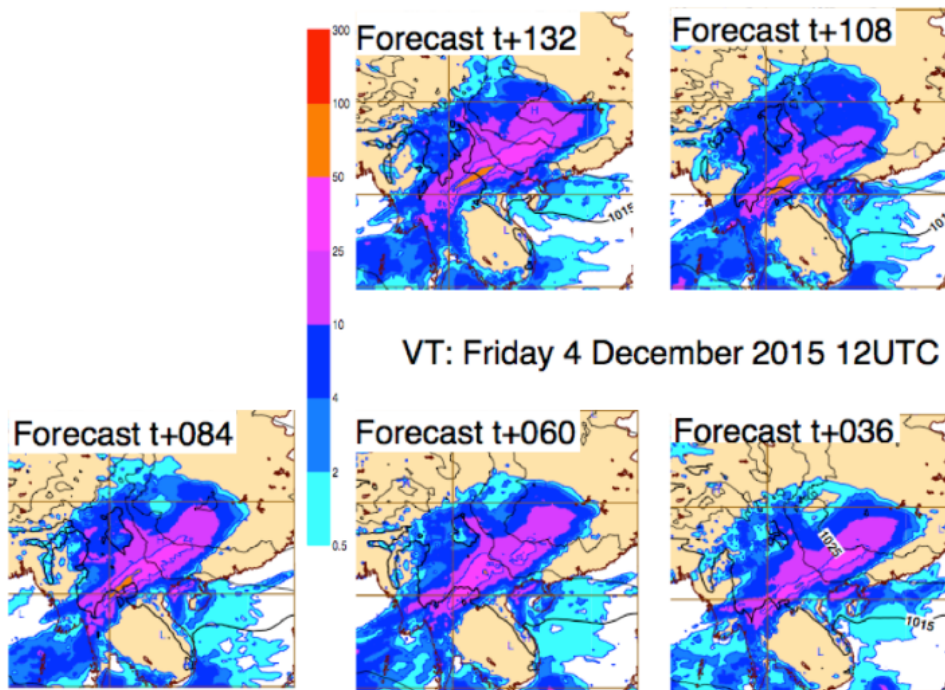 Forecast t+132
Forecast t+108
300
100
50
25
10
4
2
0.5
H
L
1015
L
L
101
L
VT: Friday 4 December 2015 12UTC
Forecast t+084
Forecast t+060
Forecast t+036
1025
1015
L
L
L
L